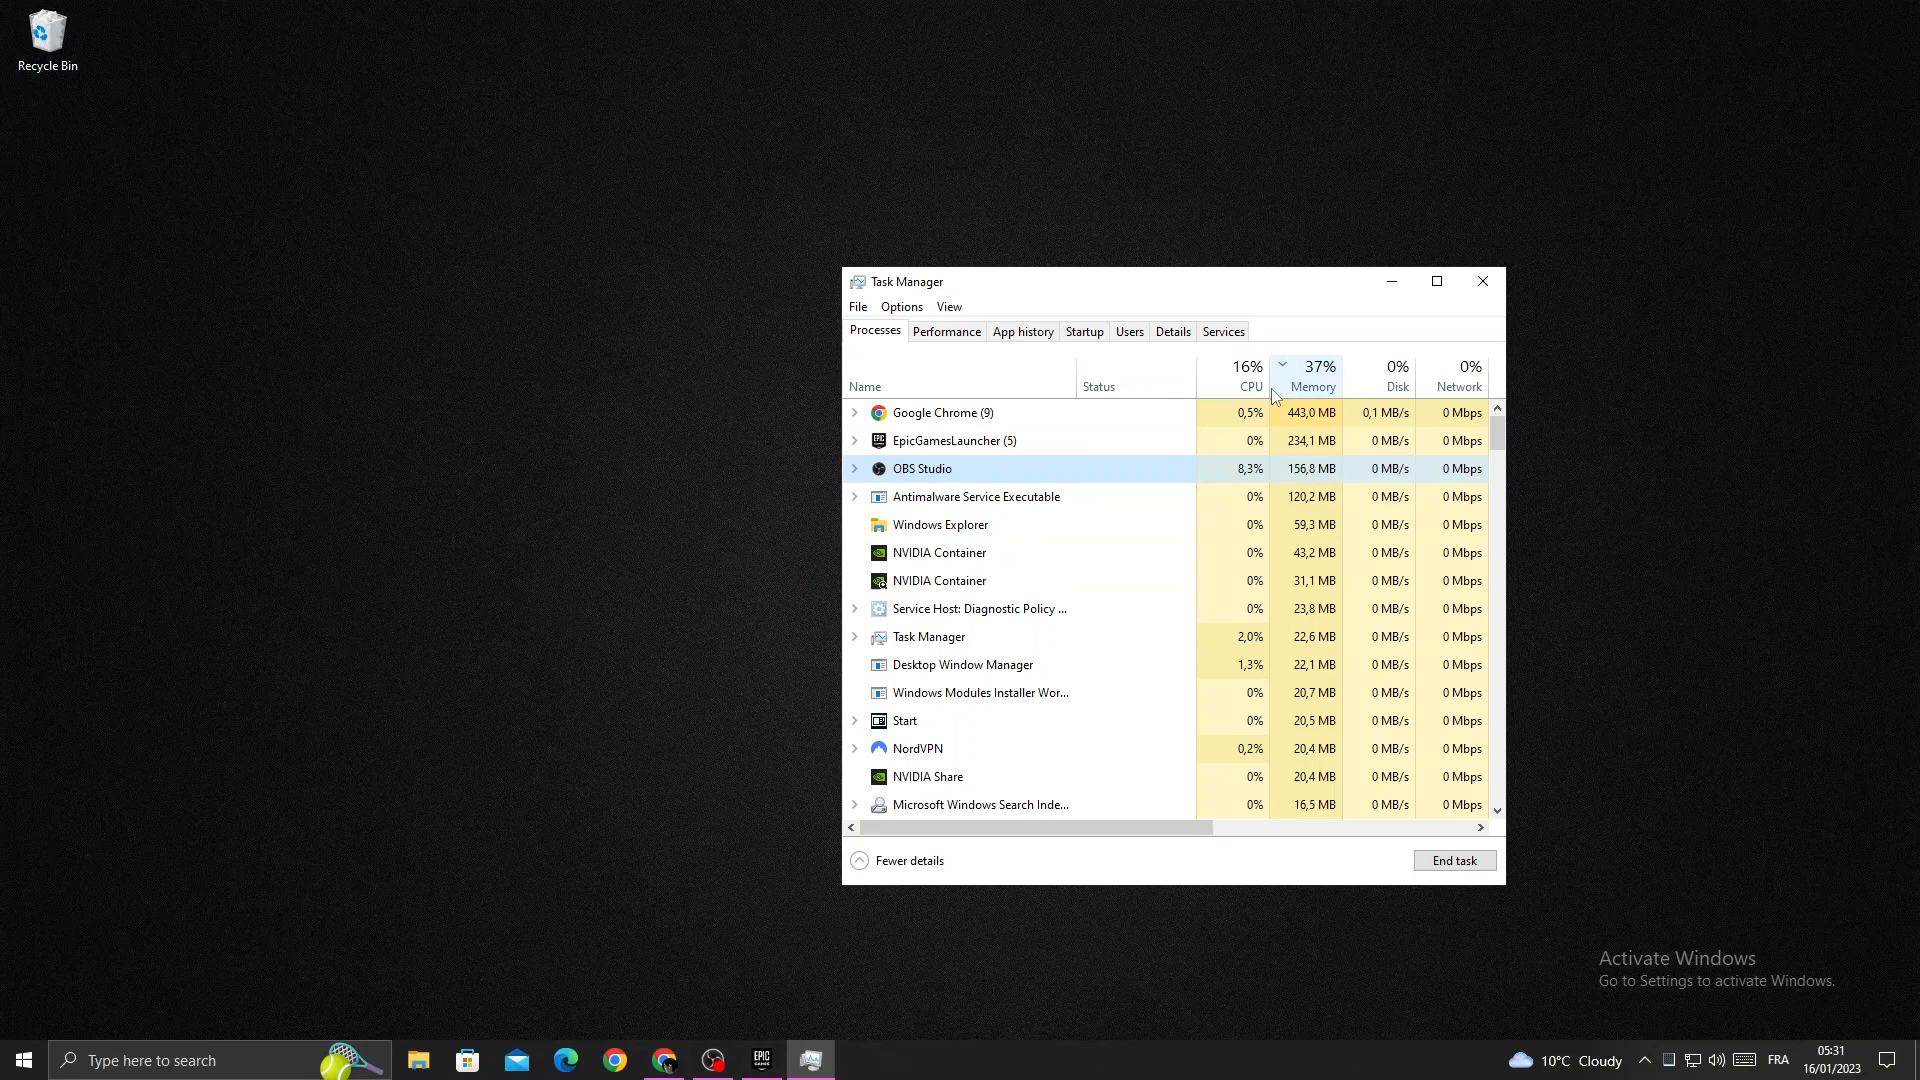 Recycle Bin
Task Manager
File Options View
Processes Performance App history Startup Users Details Services
16% 37% 0% 0%
Name Status CPU Memory Disk Network
Google Chrome (9) 0,5% 443,0 MB 0,1 MB/s 0 Mbps
EpicGamesLauncher (5) 0% 234,1 MB 0 MB/s 0 Mbps
OBS Studio 8,3% 156,8 MB 0 MB/s 0 Mbps
Antimalware Service Executable 0% 120,2 MB 0 MB/s 0 Mbps
Windows Explorer 0% 59,3 MB 0 MB/s 0 Mbps
NVIDIA Container 0% 43,2 MB 0 MB/s 0 Mbps
NVIDIA Container 0% 31,1 MB 0 MB/s 0 Mbps
Service Host: Diagnostic Policy ... 0% 23,8 MB 0 MB/s 0 Mbps
Task Manager 2,0% 22,6 MB 0 MB/s 0 Mbps
Desktop Window Manager 1,3% 22,1 MB 0 MB/s 0 Mbps
Windows Modules Installer Wor... 0% 20,7 MB 0 MB/s 0 Mbps
Start 0% 20,5 MB 0 MB/s 0 Mbps
NordVPN 0,2% 20,4 MB 0 MB/s 0 Mbps
NVIDIA Share 0% 20,4 MB 0 MB/s 0 Mbps
Microsoft Windows Search Inde... 0% 16,5 MB 0 MB/s 0 Mbps
Fewer details End task
Activate Windows
Go to Settings to activate Windows.
Type here to search
EPIC GAMES
10°C Cloudy FRA
05:31
16/01/2023